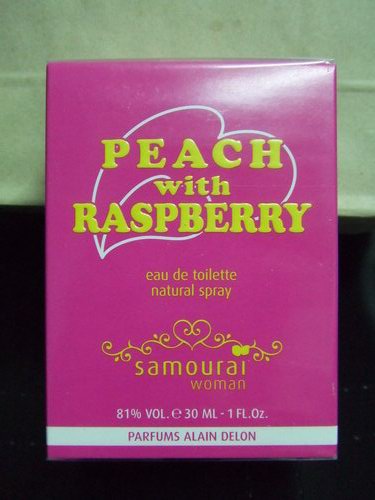 PEACH
with
RASPBERRY
eau de toilette
natural spray
samouraï
woman
81% VOL. ℮ 30 ML - 1 FL.Oz.
PARFUMS ALAIN DELON